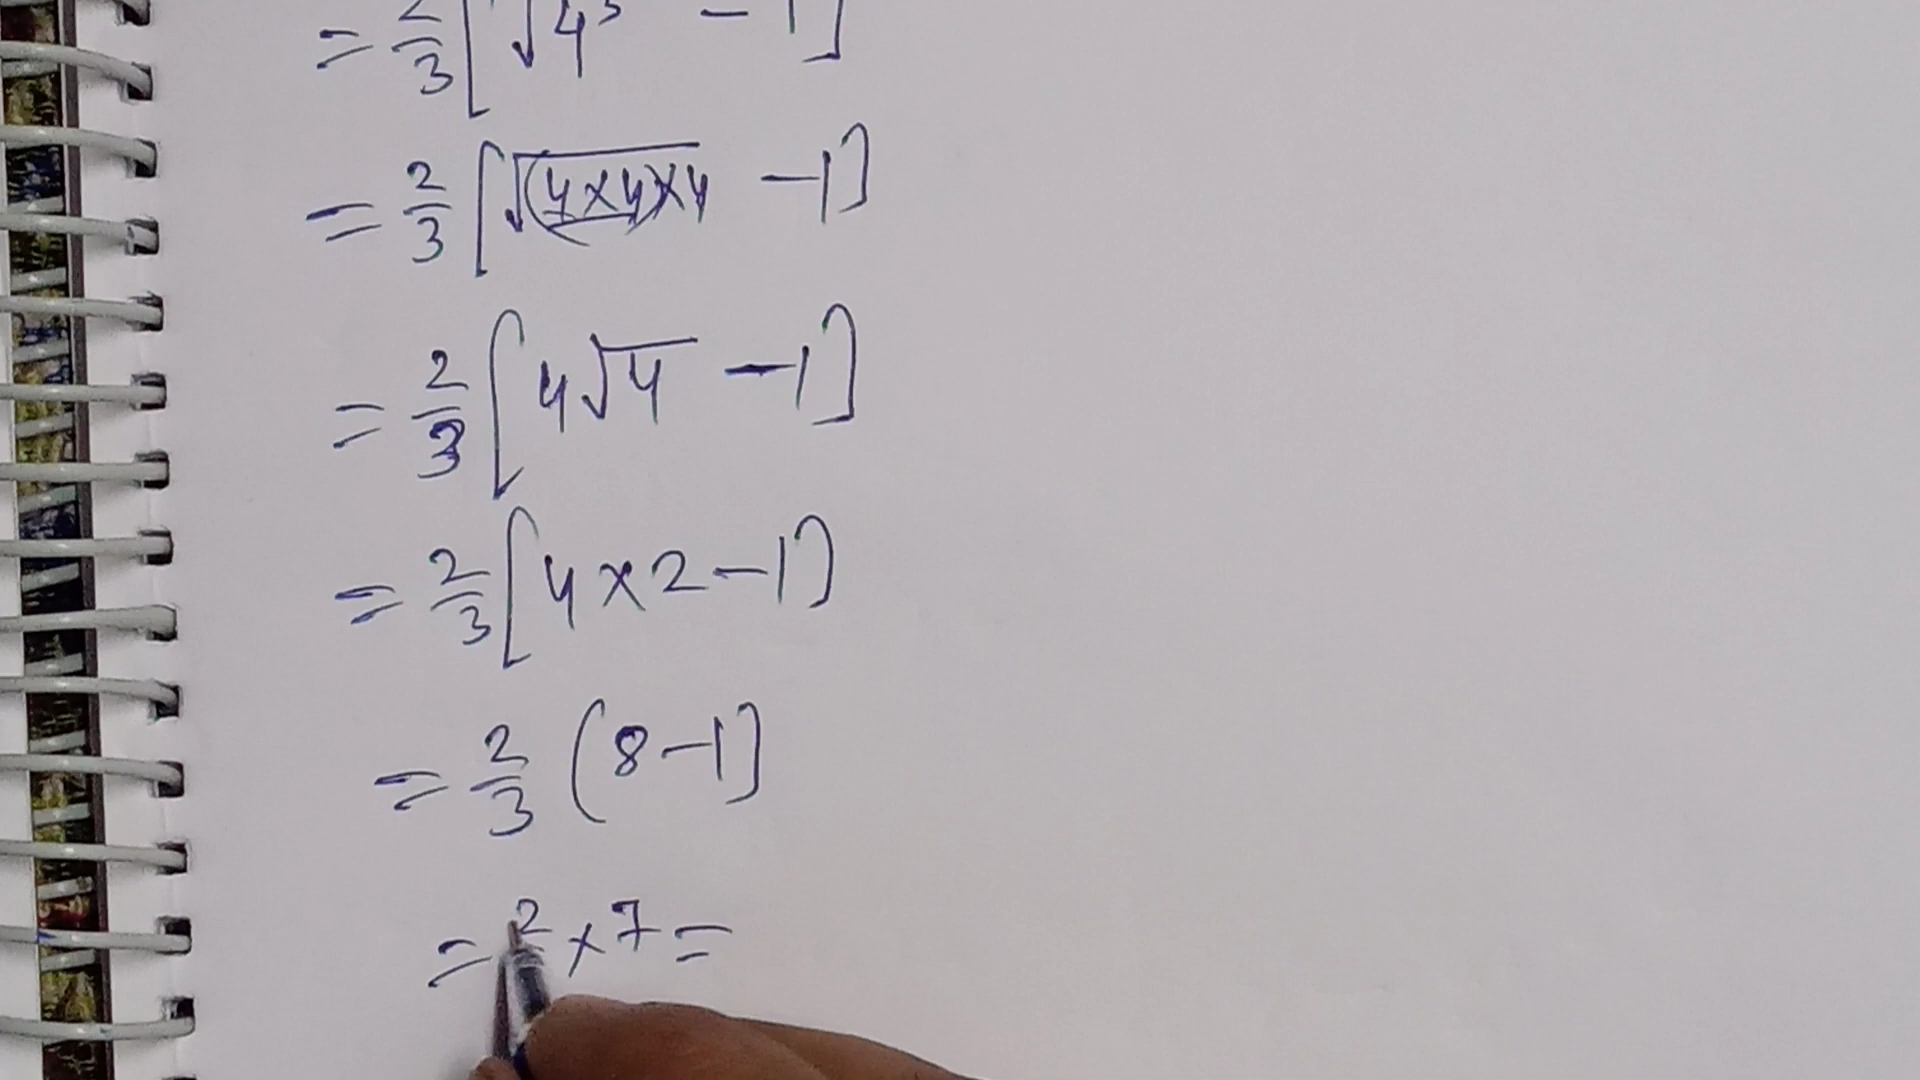 = 2/3 [ √4³ - 1 ]
= 2/3 [ √(4×4)×4 - 1 ]
= 2/3 [ 4√4 - 1 ]
= 2/3 [ 4 × 2 - 1 ]
= 2/3 ( 8 - 1 ]
= 2 × 7 =